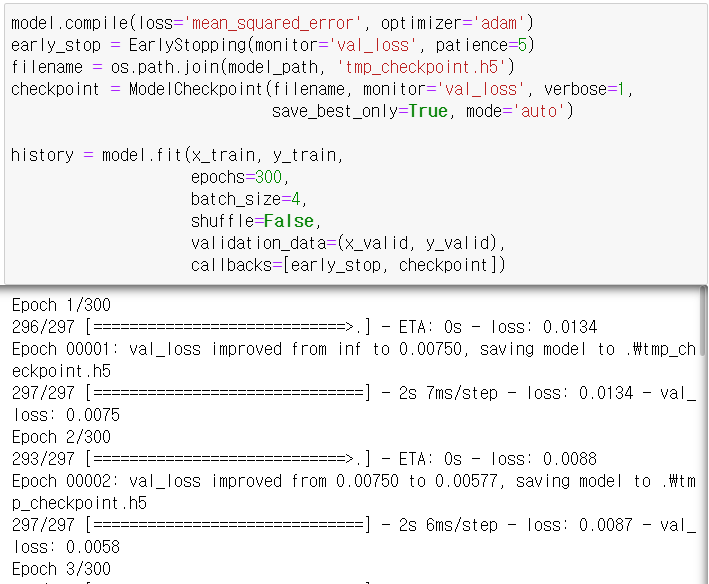 model.compile(loss='mean_squared_error', optimizer='adam')
early_stop = EarlyStopping(monitor='val_loss', patience=5)
filename = os.path.join(model_path, 'tmp_checkpoint.h5')
checkpoint = ModelCheckpoint(filename, monitor='val_loss', verbose=1,
                             save_best_only=True, mode='auto')

history = model.fit(x_train, y_train,
                    epochs=300,
                    batch_size=4,
                    shuffle=False,
                    validation_data=(x_valid, y_valid),
                    callbacks=[early_stop, checkpoint])
Epoch 1/300
296/297 [============================>.] - ETA: 0s - loss: 0.0134
Epoch 00001: val_loss improved from inf to 0.00750, saving model to .₩tmp_ch
eckpoint.h5
297/297 [==============================] - 2s 7ms/step - loss: 0.0134 - val_
loss: 0.0075
Epoch 2/300
293/297 [============================>.] - ETA: 0s - loss: 0.0088
Epoch 00002: val_loss improved from 0.00750 to 0.00577, saving model to .₩tm
p_checkpoint.h5
297/297 [==============================] - 2s 6ms/step - loss: 0.0087 - val_
loss: 0.0058
Epoch 3/300